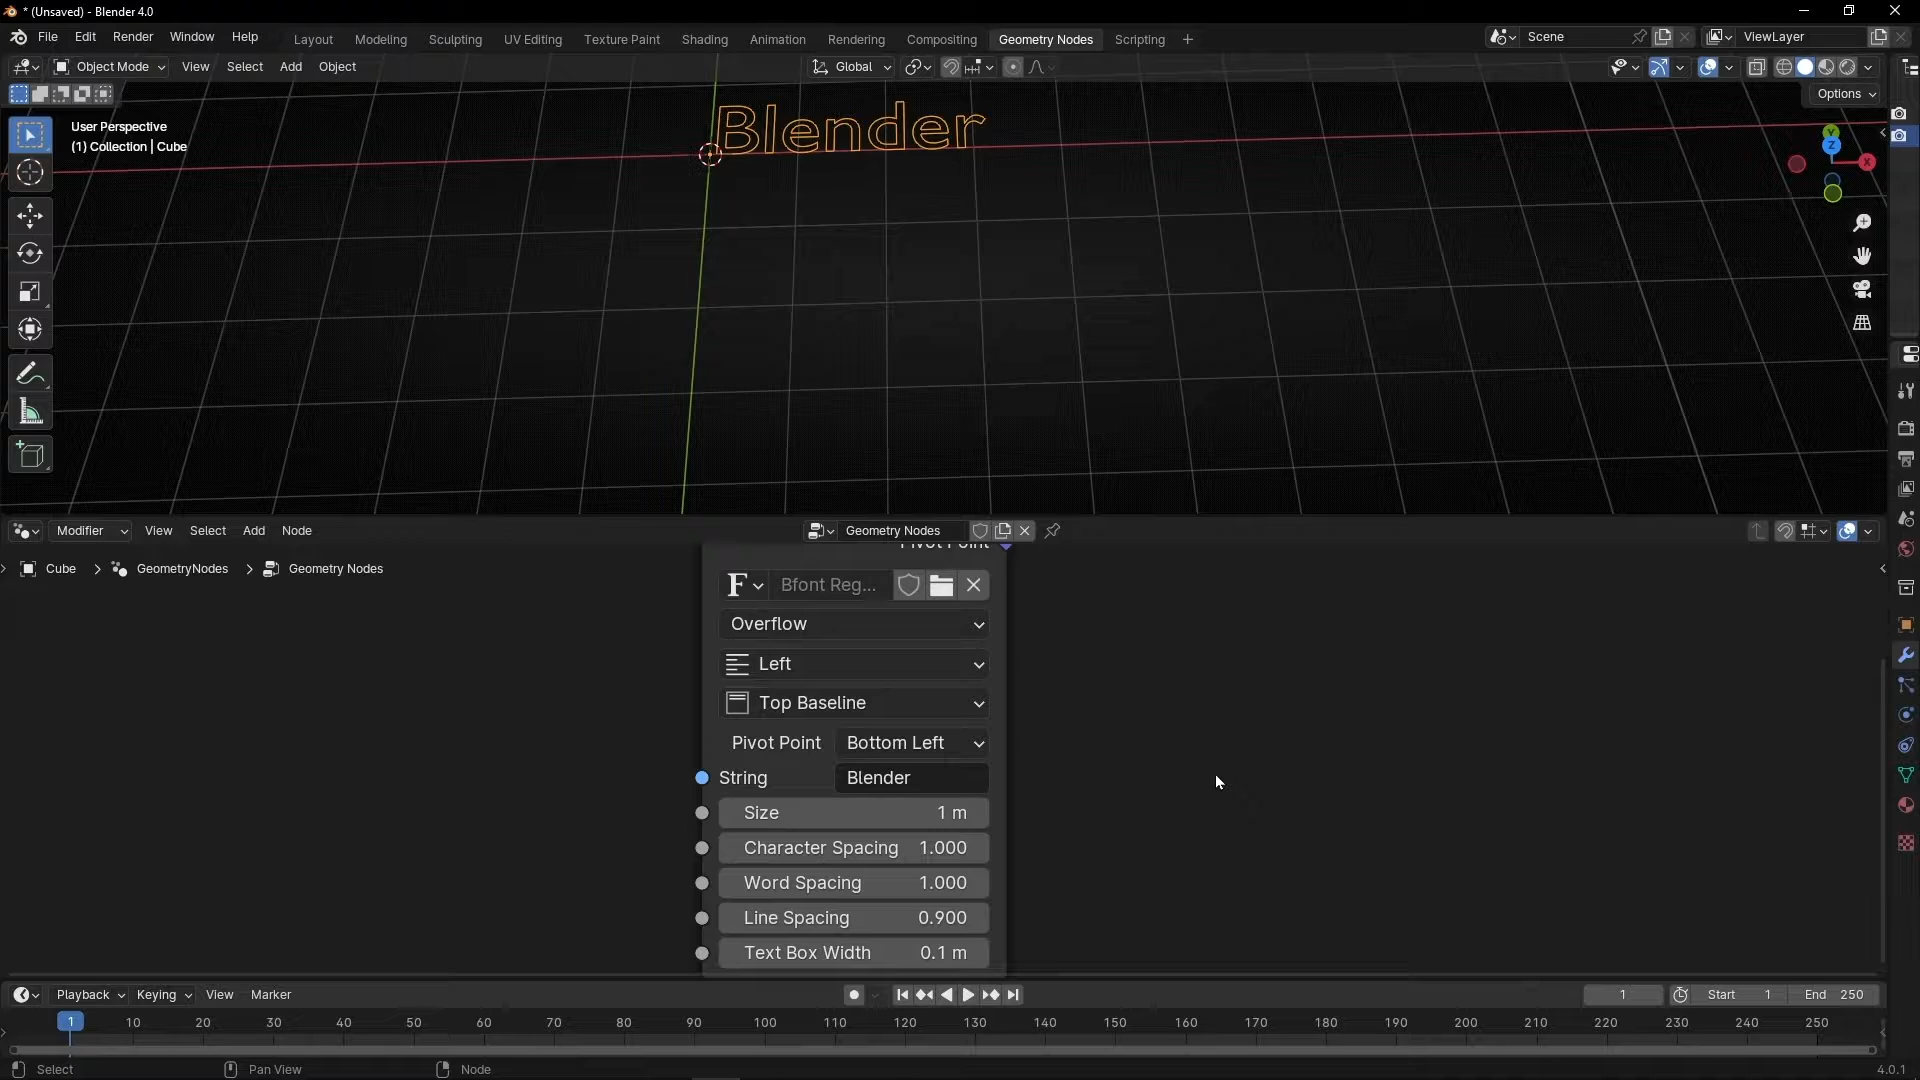 * (Unsaved) - Blender 4.0
File Edit Render Window Help Layout Modeling Sculpting UV Editing Texture Paint Shading Animation Rendering Compositing Geometry Nodes Scripting + Scene ViewLayer
Object Mode View Select Add Object Global
Options
User Perspective
(1) Collection | Cube
Blender
Y
Z
X
Modifier View Select Add Node Geometry Nodes
Pivot Point
Cube > GeometryNodes > Geometry Nodes
F Bfont Reg...
Overflow
Left
Top Baseline
Pivot Point Bottom Left
String Blender
Size 1 m
Character Spacing 1.000
Word Spacing 1.000
Line Spacing 0.900
Text Box Width 0.1 m
Playback Keying View Marker 1 Start 1 End 250
1 10 20 30 40 50 60 70 80 90 100 110 120 130 140 150 160 170 180 190 200 210 220 230 240 250
Select Pan View Node 4.0.1